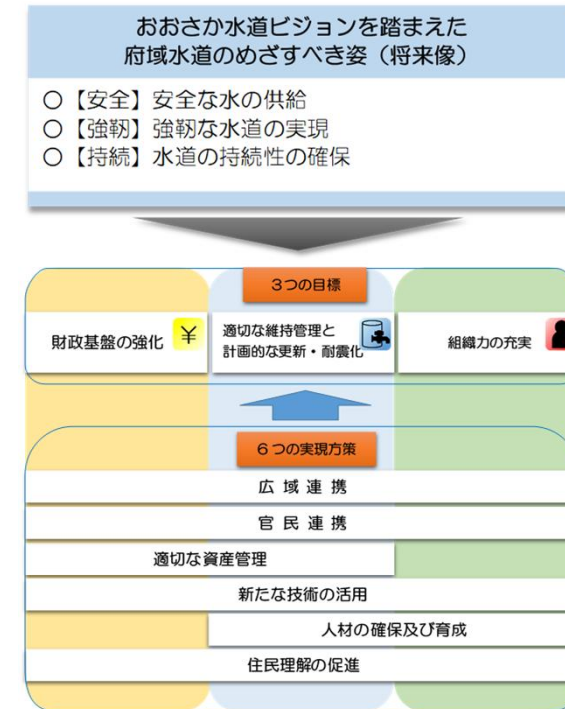 おおさか水道ビジョンを踏まえた
府域水道のめざすべき姿（将来像）
〇【安全】安全な水の供給
〇【強靭】強靭な水道の実現
〇【持続】水道の持続性の確保
３つの目標
財政基盤の強化
¥
適切な維持管理と
計画的な更新・耐震化
組織力の充実
６つの実現方策
広 域 連 携
官 民 連 携
適切な資産管理
新たな技術の活用
人材の確保及び育成
住民理解の促進